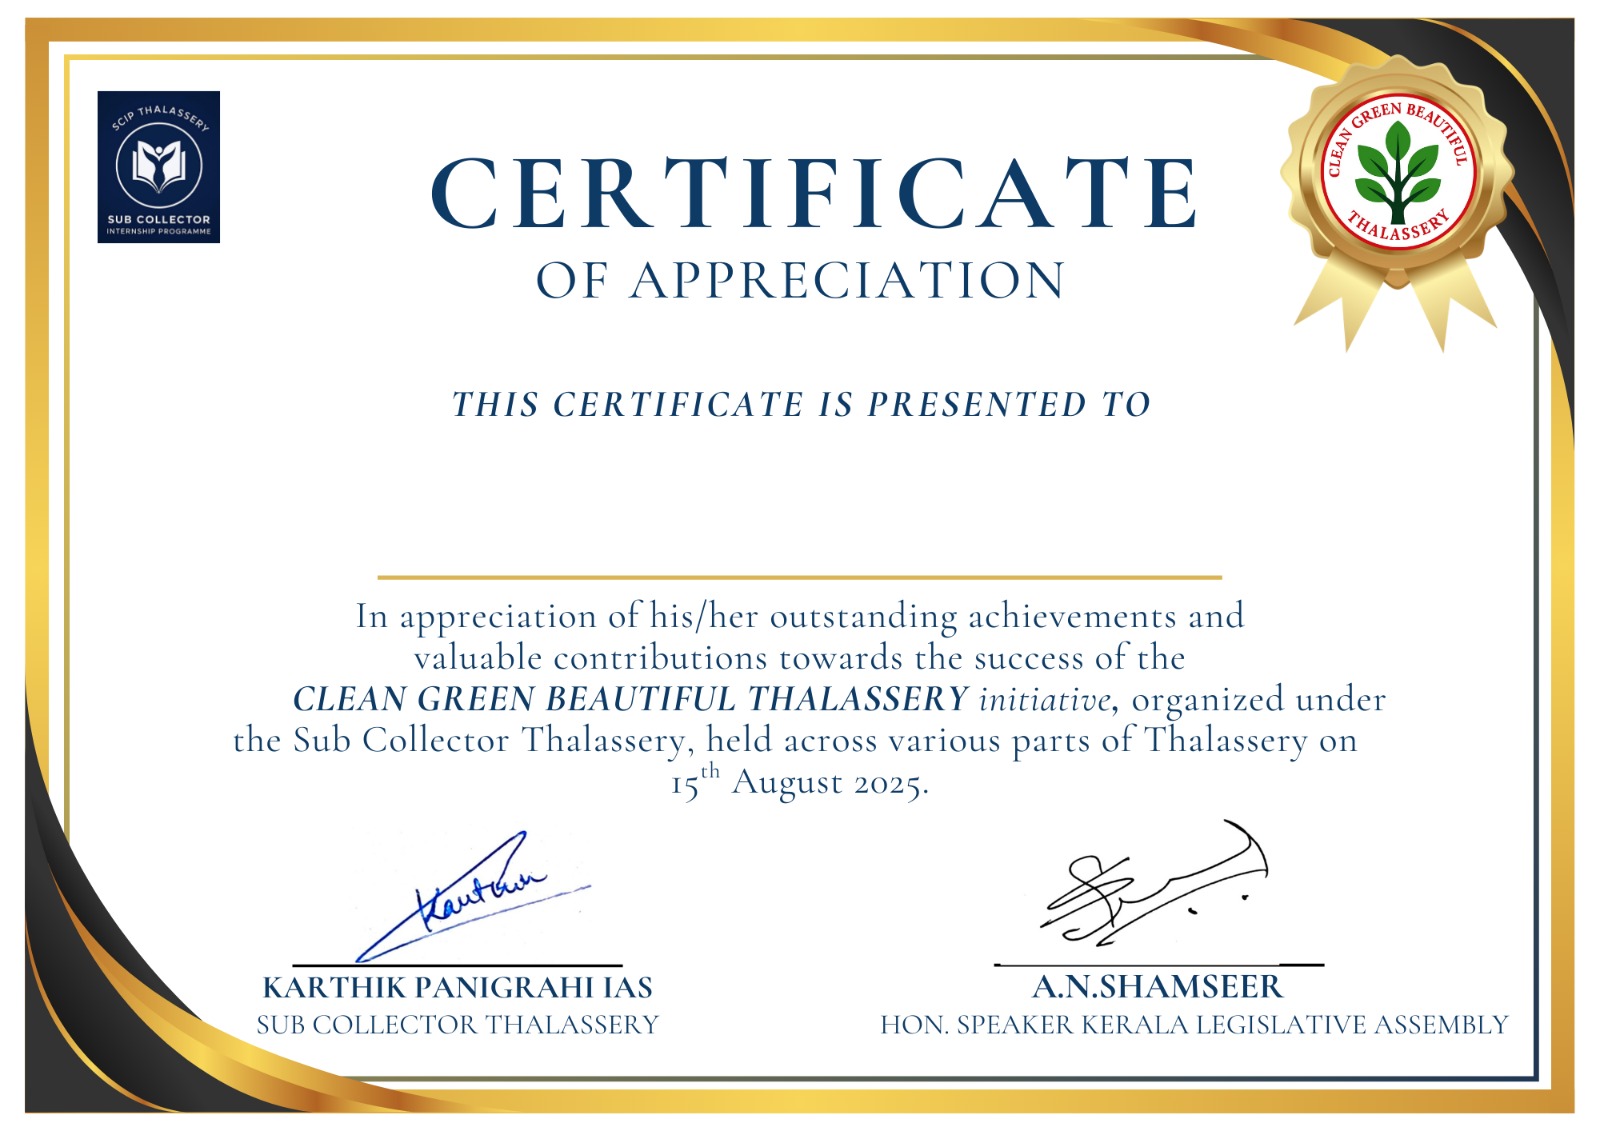 SCIP THALASSERY
SUB COLLECTOR
INTERNSHIP PROGRAMME
CLEAN GREEN BEAUTIFUL
THALASSERY
CERTIFICATE
OF APPRECIATION
THIS CERTIFICATE IS PRESENTED TO
In appreciation of his/her outstanding achievements and
valuable contributions towards the success of the
CLEAN GREEN BEAUTIFUL THALASSERY initiative, organized under
the Sub Collector Thalassery, held across various parts of Thalassery on
15th August 2025.
KARTHIK PANIGRAHI IAS
SUB COLLECTOR THALASSERY
A.N.SHAMSEER
HON. SPEAKER KERALA LEGISLATIVE ASSEMBLY